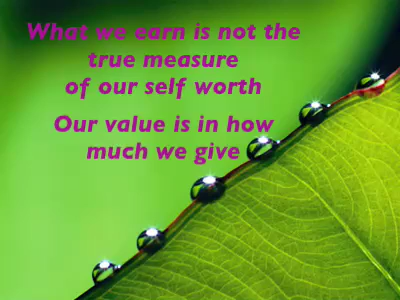 What we earn is not the
true measure
of our self worth
Our value is in how
much we give